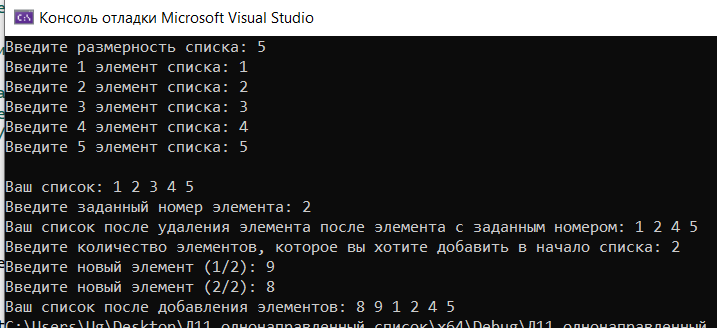 Консоль отладки Microsoft Visual Studio
Введите размерность списка: 5
Введите 1 элемент списка: 1
Введите 2 элемент списка: 2
Введите 3 элемент списка: 3
Введите 4 элемент списка: 4
Введите 5 элемент списка: 5
Ваш список: 1 2 3 4 5
Введите заданный номер элемента: 2
Ваш список после удаления элемента после элемента с заданным номером: 1 2 4 5
Введите количество элементов, которое вы хотите добавить в начало списка: 2
Введите новый элемент (1/2): 9
Введите новый элемент (2/2): 8
Ваш список после добавления элементов: 8 9 1 2 4 5
C:\Users\Ug\Desktop\Л11 однонаправленный список\x64\Debug\Л11 однонаправленный